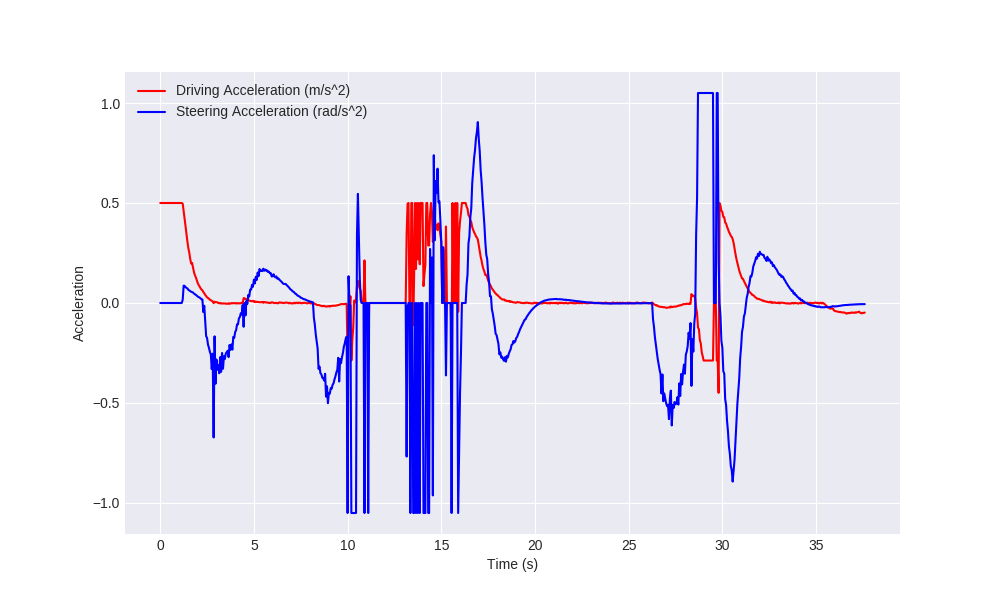 Driving Acceleration (m/s^2)
Steering Acceleration (rad/s^2)
1.0
0.5
0.0
−0.5
−1.0
Acceleration
0 5 10 15 20 25 30 35
Time (s)